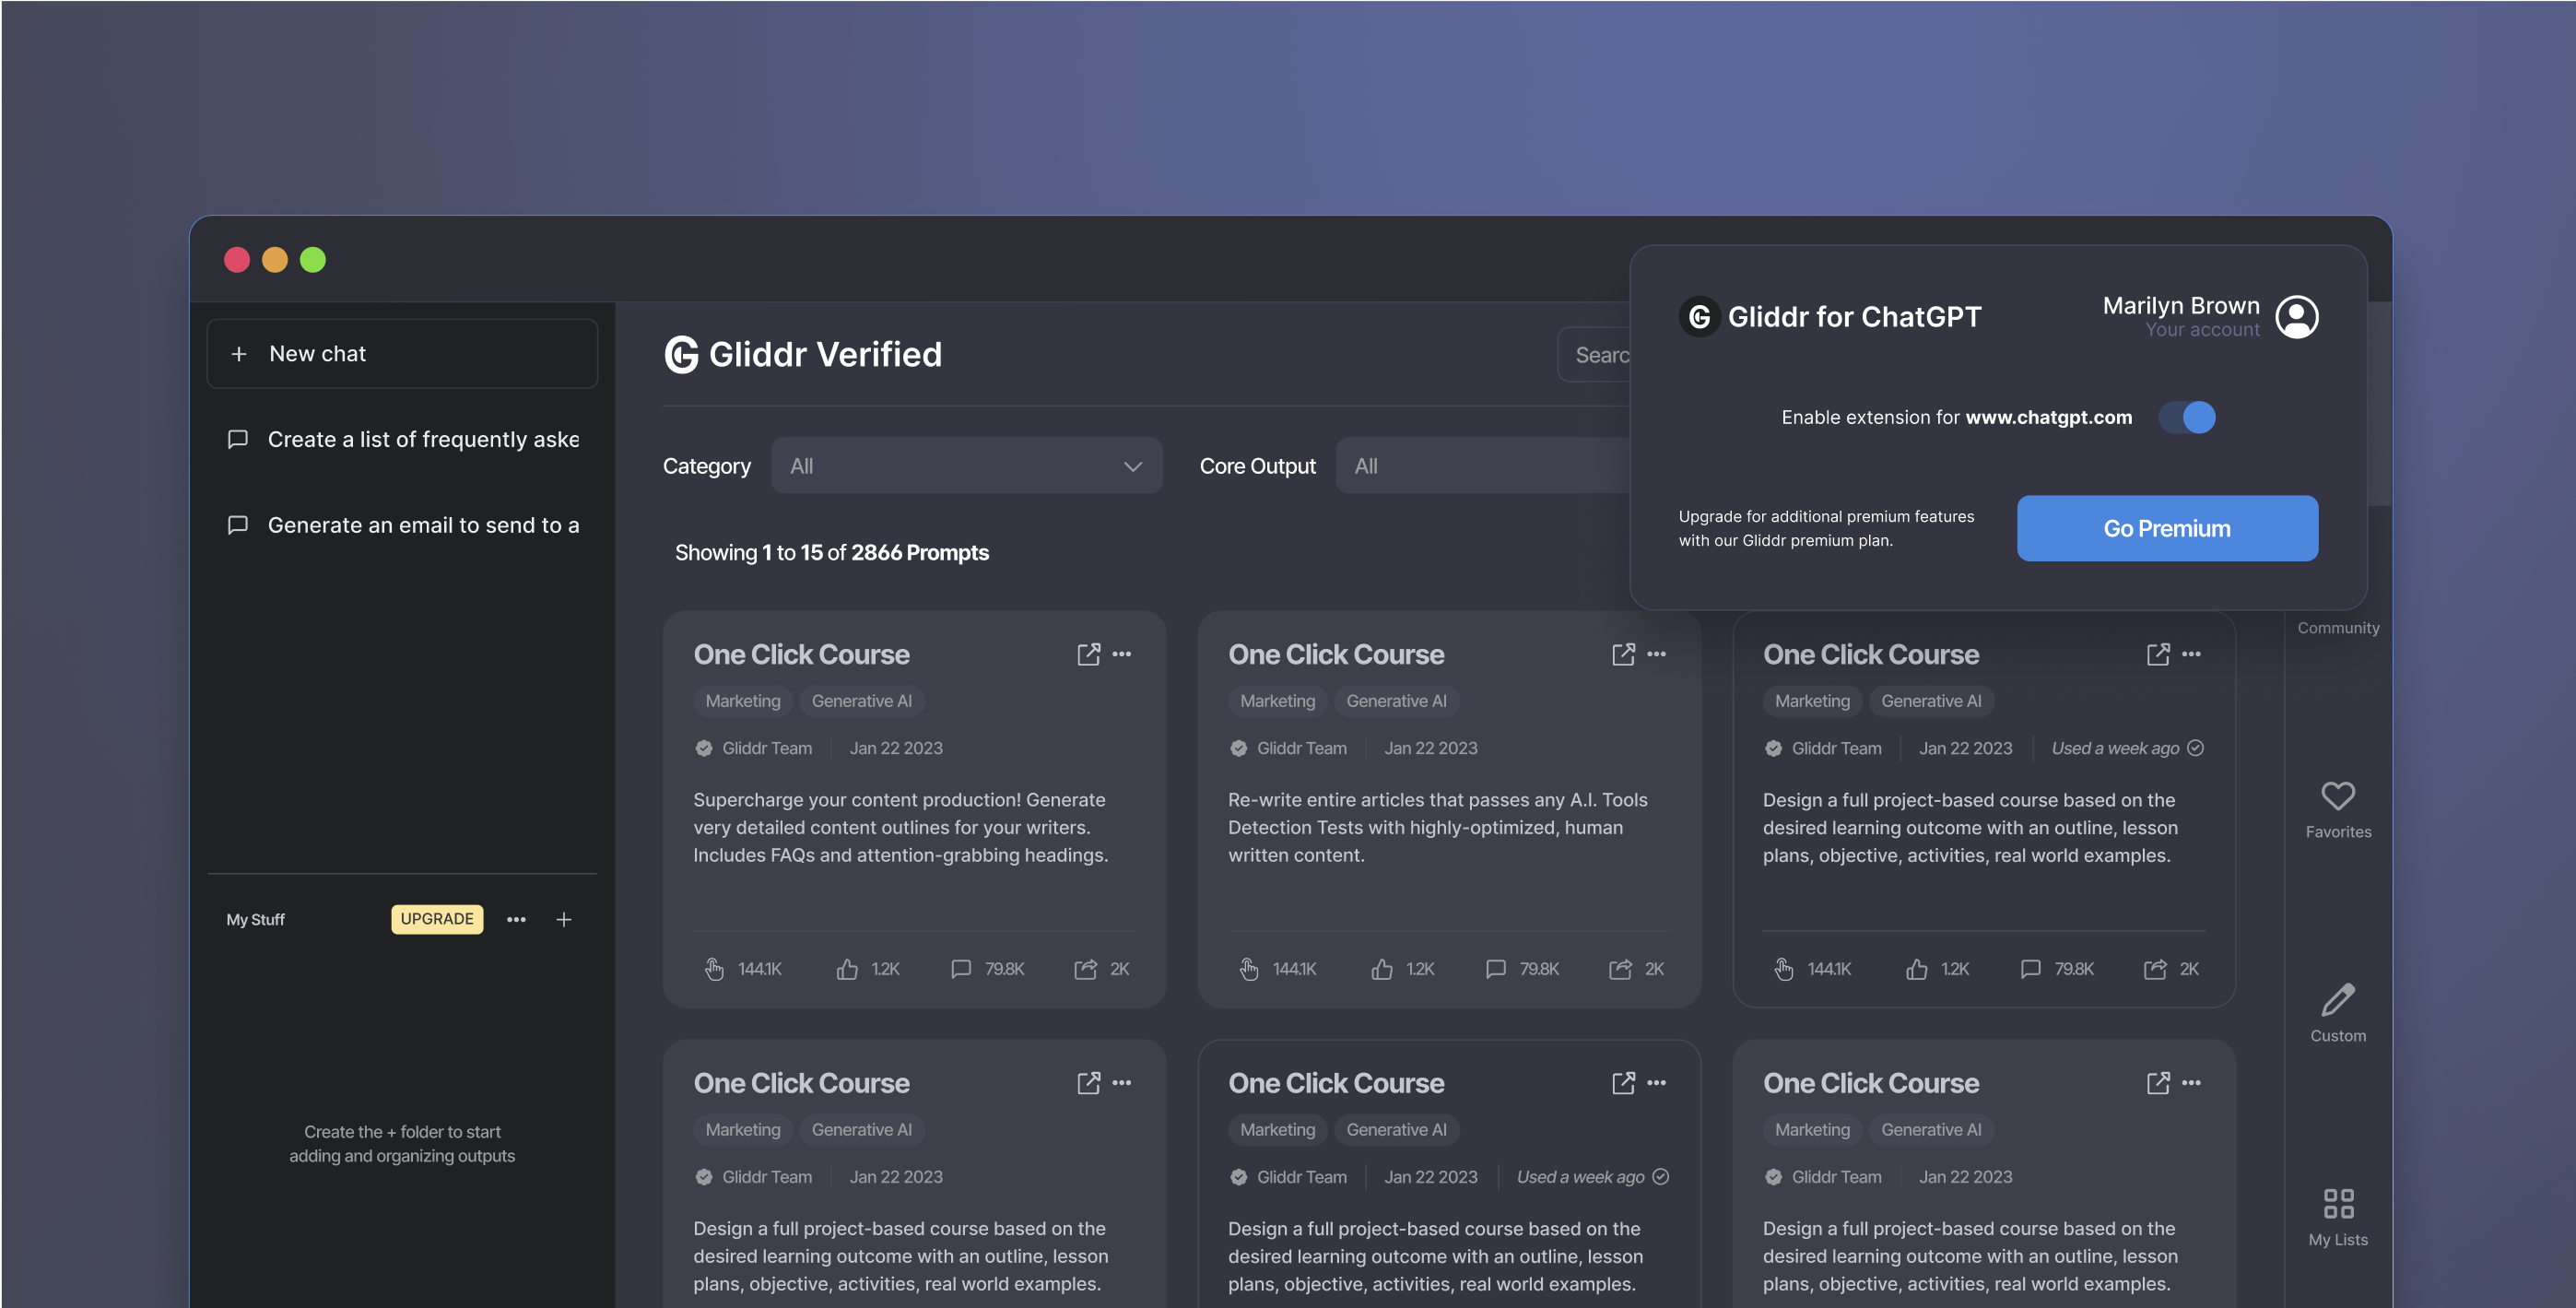 New chat
Create a list of frequently aske
Generate an email to send to a
My Stuff
UPGRADE
Create the + folder to start
adding and organizing outputs
Gliddr Verified
Searc
Category
All
Core Output
All
Showing 1 to 15 of 2866 Prompts
Gliddr for ChatGPT
Marilyn Brown
Your account
Enable extension for www.chatgpt.com
Upgrade for additional premium features
with our Gliddr premium plan.
Go Premium
One Click Course
Marketing
Generative AI
Gliddr Team
Jan 22 2023
Supercharge your content production! Generate
very detailed content outlines for your writers.
Includes FAQs and attention-grabbing headings.
144.1K
1.2K
79.8K
2K
One Click Course
Marketing
Generative AI
Gliddr Team
Jan 22 2023
Re-write entire articles that passes any A.I. Tools
Detection Tests with highly-optimized, human
written content.
144.1K
1.2K
79.8K
2K
One Click Course
Marketing
Generative AI
Gliddr Team
Jan 22 2023
Used a week ago
Design a full project-based course based on the
desired learning outcome with an outline, lesson
plans, objective, activities, real world examples.
144.1K
1.2K
79.8K
2K
One Click Course
Marketing
Generative AI
Gliddr Team
Jan 22 2023
Design a full project-based course based on the
desired learning outcome with an outline, lesson
plans, objective, activities, real world examples.
One Click Course
Marketing
Generative AI
Gliddr Team
Jan 22 2023
Used a week ago
Design a full project-based course based on the
desired learning outcome with an outline, lesson
plans, objective, activities, real world examples.
One Click Course
Marketing
Generative AI
Gliddr Team
Jan 22 2023
Design a full project-based course based on the
desired learning outcome with an outline, lesson
plans, objective, activities, real world examples.
Community
Favorites
Custom
My Lists